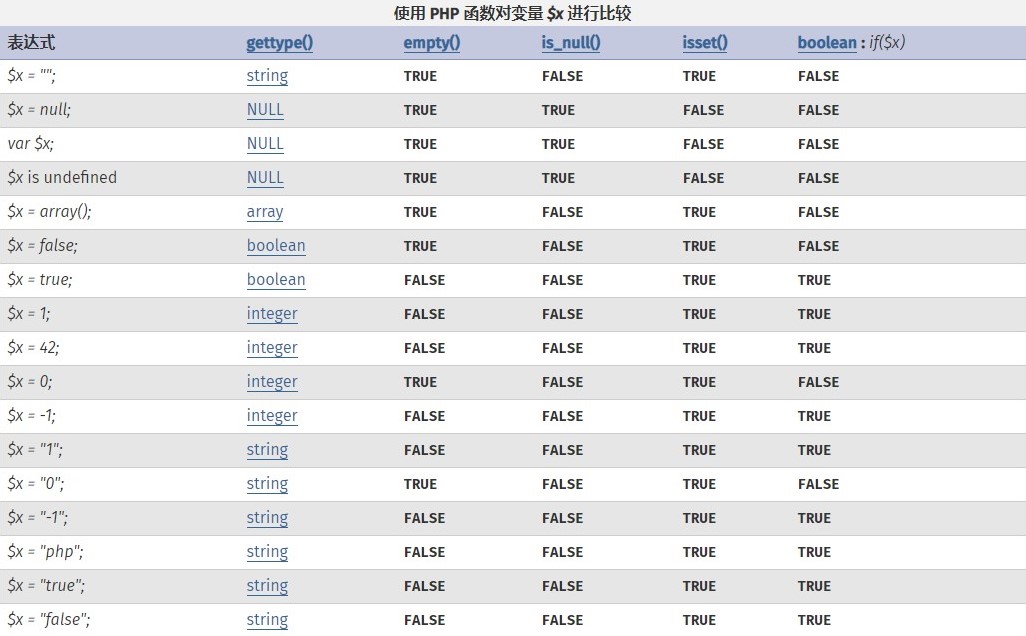 使用 PHP 函数对变量 $x 进行比较
表达式 gettype() empty() is_null() isset() boolean : if($x)
$x = ""; string TRUE FALSE TRUE FALSE
$x = null; NULL TRUE TRUE FALSE FALSE
var $x; NULL TRUE TRUE FALSE FALSE
$x is undefined NULL TRUE TRUE FALSE FALSE
$x = array(); array TRUE FALSE TRUE FALSE
$x = false; boolean TRUE FALSE TRUE FALSE
$x = true; boolean FALSE FALSE TRUE TRUE
$x = 1; integer FALSE FALSE TRUE TRUE
$x = 42; integer FALSE FALSE TRUE TRUE
$x = 0; integer TRUE FALSE TRUE FALSE
$x = -1; integer FALSE FALSE TRUE TRUE
$x = "1"; string FALSE FALSE TRUE TRUE
$x = "0"; string TRUE FALSE TRUE FALSE
$x = "-1"; string FALSE FALSE TRUE TRUE
$x = "php"; string FALSE FALSE TRUE TRUE
$x = "true"; string FALSE FALSE TRUE TRUE
$x = "false"; string FALSE FALSE TRUE TRUE